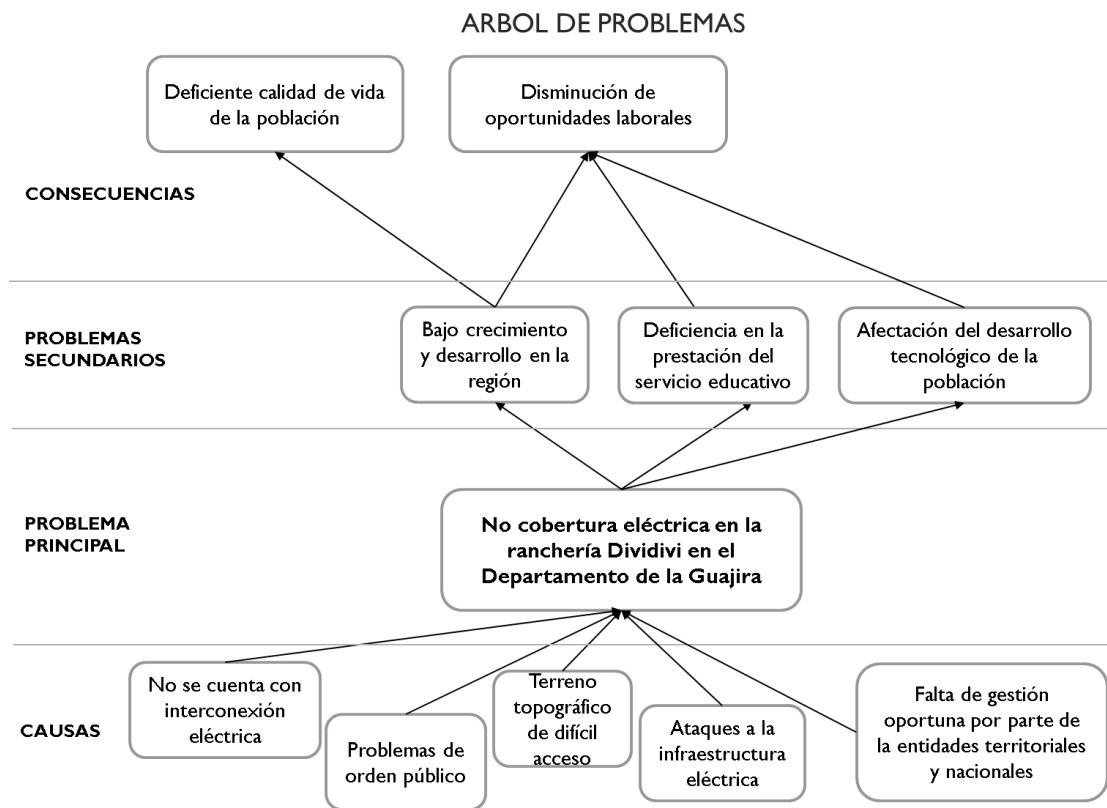 ARBOL DE PROBLEMAS
Deficiente calidad de vida
de la población
Disminución de
oportunidades laborales
CONSECUENCIAS
PROBLEMAS
SECUNDARIOS
Bajo crecimiento
y desarrollo en la
región
Deficiencia en la
prestación del
servicio educativo
Afectación del desarrollo
tecnológico de la
población
PROBLEMA
PRINCIPAL
No cobertura eléctrica en la
ranchería Dividivi en el
Departamento de la Guajira
CAUSAS
No se cuenta con
interconexión
eléctrica
Problemas de
orden público
Terreno
topográfico
de difícil
acceso
Ataques a la
infraestructura
eléctrica
Falta de gestión
oportuna por parte de
la entidades territoriales
y nacionales